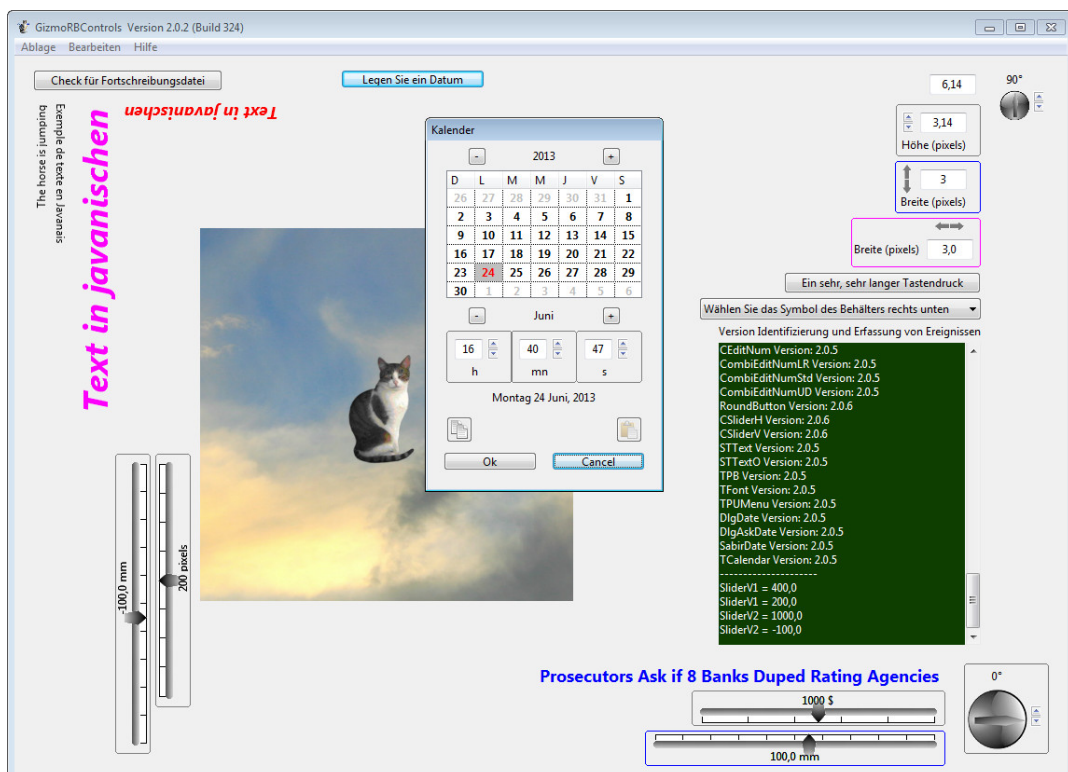 GizmoRBControls Version 2.0.2 (Build 324)
Ablage Bearbeiten Hilfe
Check für Fortschreibungsdatei
Legen Sie ein Datum
6,14
90°
The horse is jumping
Exemple de texte en Javanais
Text in javanischen
Text in javanischen
3,14
Höhe (pixels)
3
Breite (pixels)
Breite (pixels) 3,0
Ein sehr, sehr langer Tastendruck
Wählen Sie das Symbol des Behälters rechts unten
Version Identifizierung und Erfassung von Ereignissen
Kalender
- 2013 +
D L M M J V S
26 27 28 29 30 31 1
2 3 4 5 6 7 8
9 10 11 12 13 14 15
16 17 18 19 20 21 22
23 24 25 26 27 28 29
30 1 2 3 4 5 6
- Juni +
16 40 47
h mn s
Montag 24 Juni, 2013
Ok Cancel
CEditNum Version: 2.0.5
CombiEditNumLR Version: 2.0.5
CombiEditNumStd Version: 2.0.5
CombiEditNumUD Version: 2.0.5
RoundButton Version: 2.0.6
CSliderH Version: 2.0.6
CSliderV Version: 2.0.6
STText Version: 2.0.5
STTextO Version: 2.0.5
TPB Version: 2.0.5
TFont Version: 2.0.5
TPUMenu Version: 2.0.5
DlgDate Version: 2.0.5
DlgAskDate Version: 2.0.5
SabirDate Version: 2.0.5
TCalendar Version: 2.0.5
---------------------
SliderV1 = 400,0
SliderV1 = 200,0
SliderV2 = 1000,0
SliderV2 = -100,0
-100,0 mm
200 pixels
Prosecutors Ask if 8 Banks Duped Rating Agencies
1000 $
100,0 mm
0°